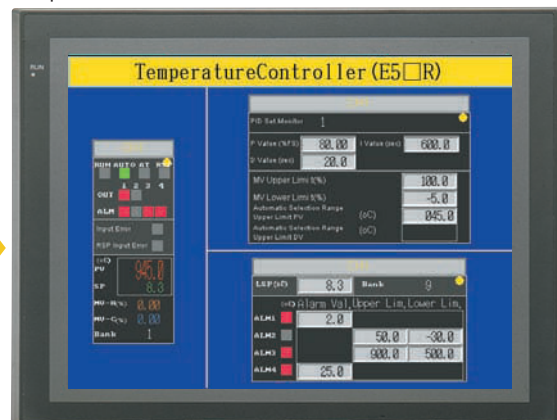 RUN
TemperatureController(E5□R)
RUN AUTO AT
1 2 3 4
OUT
ALM
Input Error
RSP Input Error
(oC)
PV 945.0
SP 8.3
MV-H(%) 0.00
MV-C(%) 0.00
Bank 1
PID Set Monitor 1
P Value (%FS) 80.00 I Value (sec) 600.0
D Value (sec) 20.0
MV Upper Limit(%) 100.0
MV Lower Limit(%) -5.0
Automatic Selection Range
Upper Limit PV (oC) 045.0
Automatic Selection Range
Upper Limit DV (oC)
LSP(oC) 8.3 Bank 9
(oC) Alarm Val, Upper Lim, Lower Lim,
ALM1 2.0
ALM2 50.0 -30.0
ALM3 900.0 500.0
ALM4 25.0